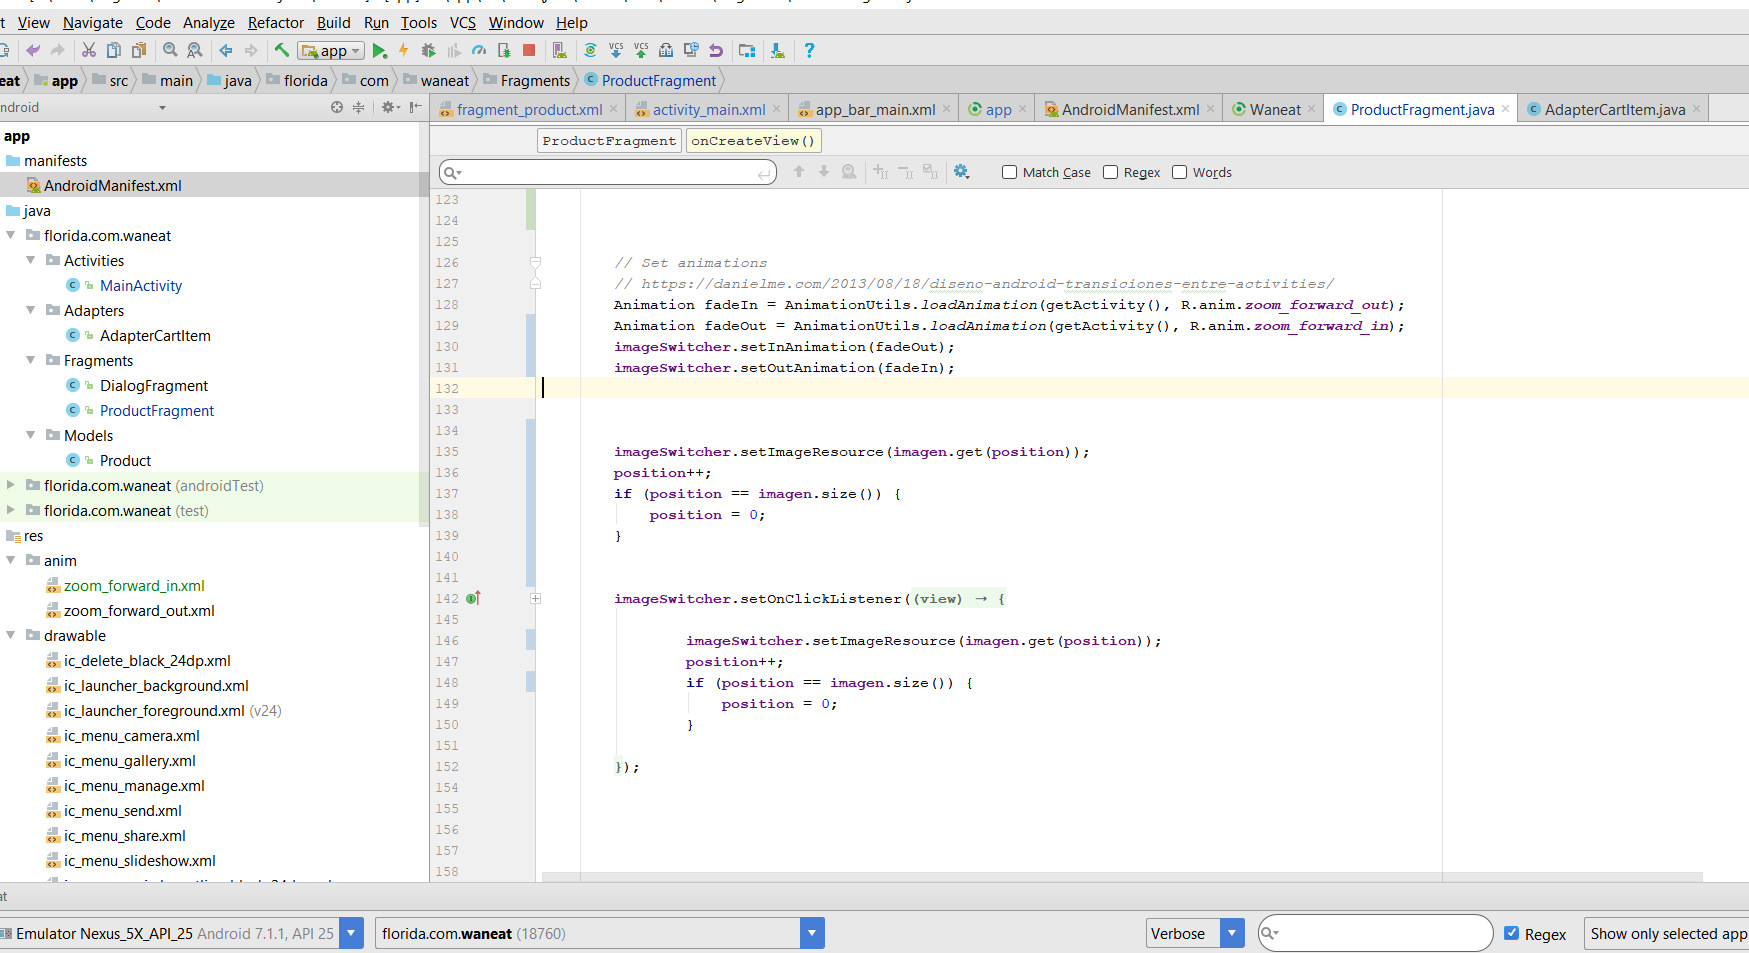 t View Navigate Code Analyze Refactor Build Run Tools VCS Window Help
app VCS VCS ?
eat app src main java florida com waneat Fragments ProductFragment
ndroid
fragment_product.xml activity_main.xml app_bar_main.xml app AndroidManifest.xml Waneat ProductFragment.java AdapterCartItem.java
ProductFragment onCreateView()
Match Case Regex Words
app
manifests
AndroidManifest.xml
java
florida.com.waneat
Activities
MainActivity
Adapters
AdapterCartItem
Fragments
DialogFragment
ProductFragment
Models
Product
florida.com.waneat (androidTest)
florida.com.waneat (test)
res
anim
zoom_forward_in.xml
zoom_forward_out.xml
drawable
ic_delete_black_24dp.xml
ic_launcher_background.xml
ic_launcher_foreground.xml (v24)
ic_menu_camera.xml
ic_menu_gallery.xml
ic_menu_manage.xml
ic_menu_send.xml
ic_menu_share.xml
ic_menu_slideshow.xml
123
124
125
126 // Set animations
127 // https://danielme.com/2013/08/18/diseno-android-transiciones-entre-activities/
128 Animation fadeIn = AnimationUtils.loadAnimation(getActivity(), R.anim.zoom_forward_out);
129 Animation fadeOut = AnimationUtils.loadAnimation(getActivity(), R.anim.zoom_forward_in);
130 imageSwitcher.setInAnimation(fadeOut);
131 imageSwitcher.setOutAnimation(fadeIn);
132
133
134
135 imageSwitcher.setImageResource(imagen.get(position));
136 position++;
137 if (position == imagen.size()) {
138 position = 0;
139 }
140
141
142 imageSwitcher.setOnClickListener((view) → {
145
146 imageSwitcher.setImageResource(imagen.get(position));
147 position++;
148 if (position == imagen.size()) {
149 position = 0;
150 }
151
152 });
154
155
156
157
158
at
Emulator Nexus_5X_API_25 Android 7.1.1, API 25 florida.com.waneat (18760) Verbose Regex Show only selected app